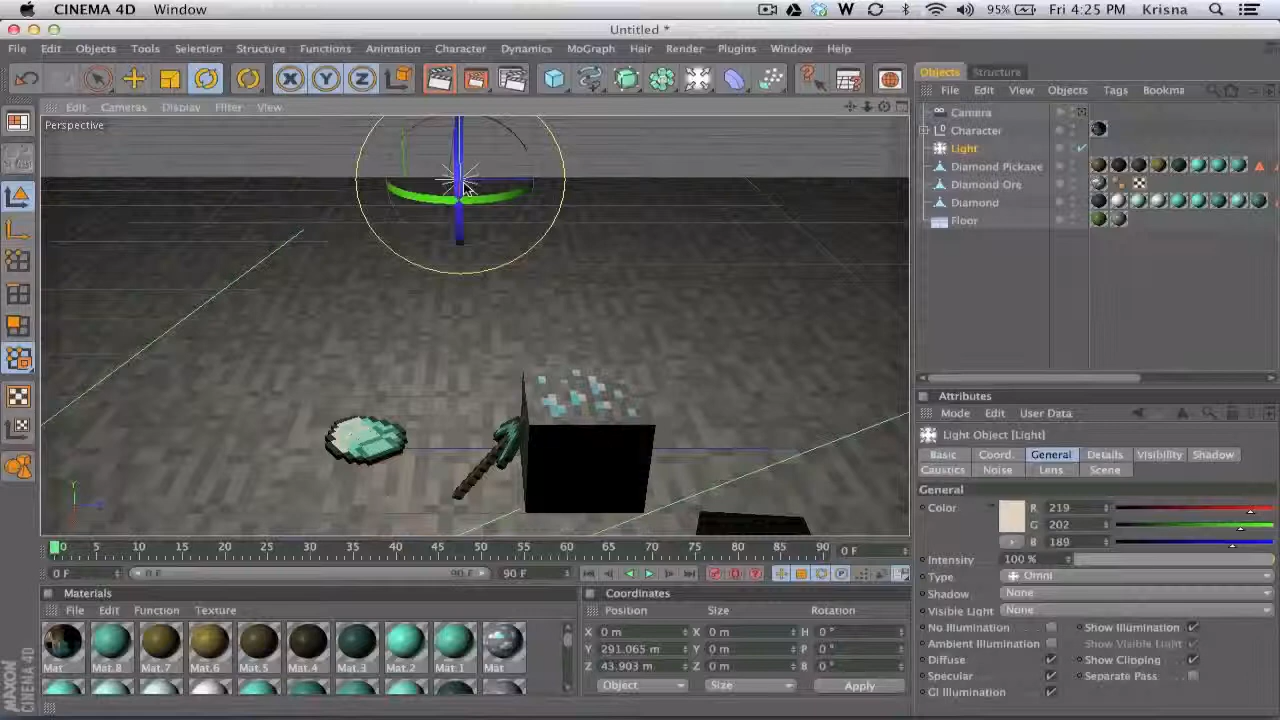 CINEMA 4D Window 95% Fri 4:25 PM Krisna
Untitled *
File Edit Objects Tools Selection Structure Functions Animation Character Dynamics MoGraph Hair Render Plugins Window Help
Objects Structure
File Edit View Objects Tags Bookma
Edit Cameras Display Filter View
Perspective
Camera
Character
Light
Diamond Pickaxe
Diamond Ore
Diamond
Floor
Attributes
Mode Edit User Data
Light Object [Light]
Basic Coord. General Details Visibility Shadow
Caustics Noise Lens Scene
General
Color R 219
G 202
B 189
Intensity 100 %
Type Omni
Shadow None
Visible Light None
No Illumination Show Illumination
Ambient Illumination Show Visible Light
Diffuse Show Clipping
Specular Separate Pass
GI Illumination
0 5 10 15 20 25 30 35 40 45 50 55 60 65 70 75 80 85 90 0 F
0 F 0 F 90 F 90 F
Materials
File Edit Function Texture
Mat Mat.8 Mat.7 Mat.6 Mat.5 Mat.4 Mat.3 Mat.2 Mat.1 Mat
Coordinates
Position Size Rotation
X 0 m X 0 m H 0 °
Y 291.065 m Y 0 m P 0 °
Z 43.903 m Z 0 m B 0 °
Object Size Apply
MAXON
CINEMA 4D